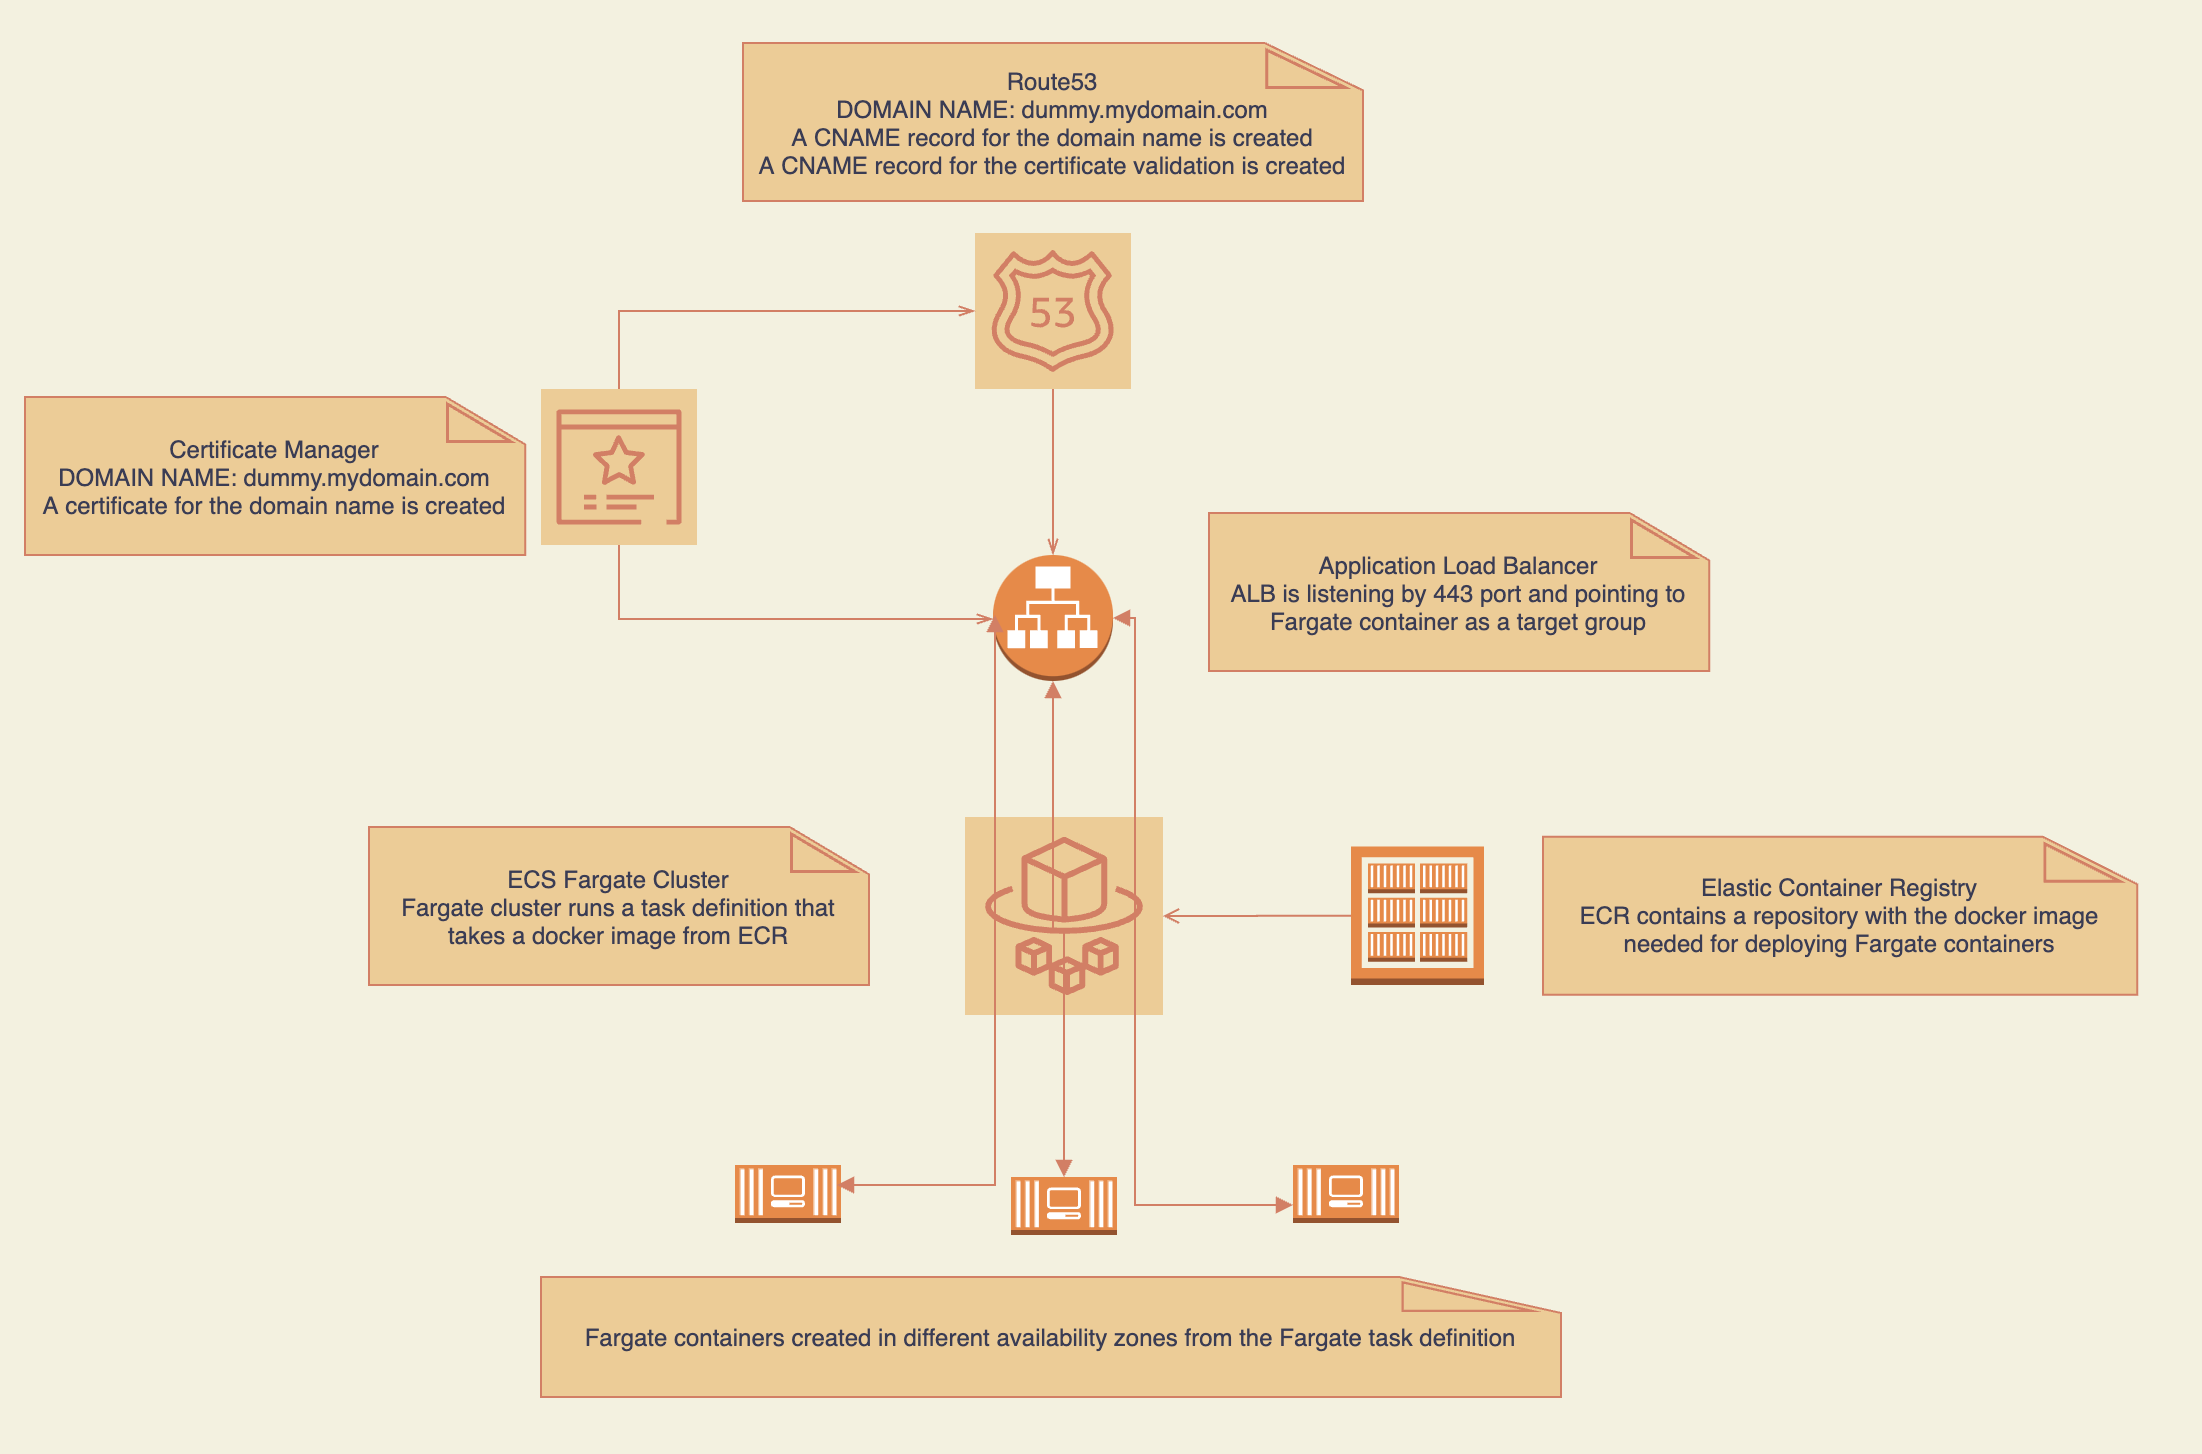 Route53
DOMAIN NAME: dummy.mydomain.com
A CNAME record for the domain name is created
A CNAME record for the certificate validation is created
53
Certificate Manager
DOMAIN NAME: dummy.mydomain.com
A certificate for the domain name is created
Application Load Balancer
ALB is listening by 443 port and pointing to
Fargate container as a target group
ECS Fargate Cluster
Fargate cluster runs a task definition that
takes a docker image from ECR
Elastic Container Registry
ECR contains a repository with the docker image
needed for deploying Fargate containers
Fargate containers created in different availability zones from the Fargate task definition